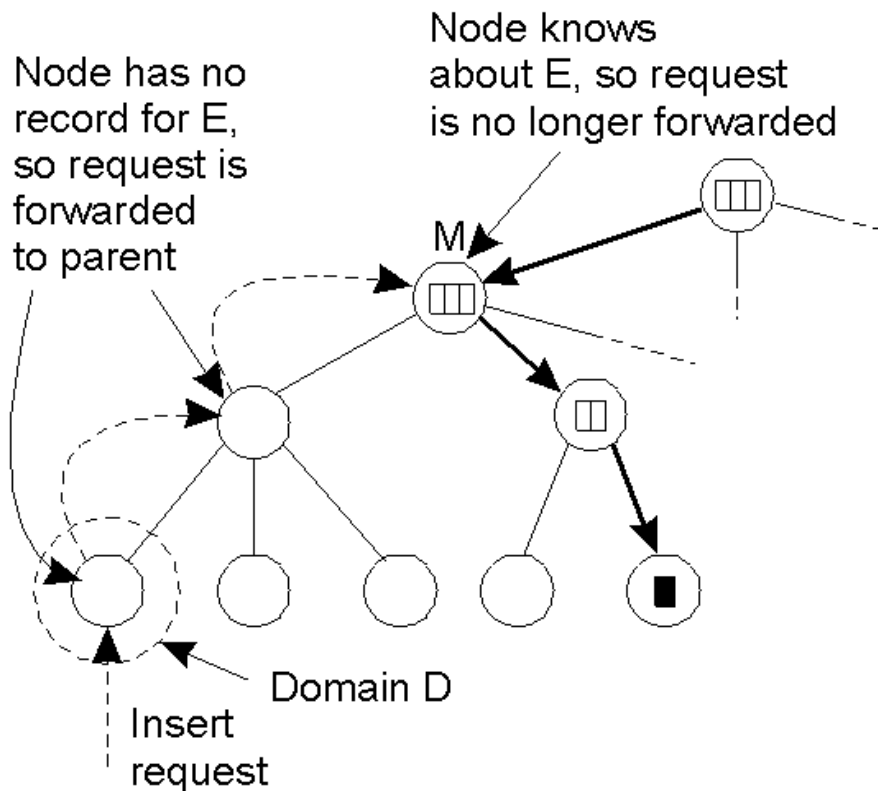 Node has no
record for E,
so request is
forwarded
to parent
Node knows
about E, so request
is no longer forwarded
M
Domain D
Insert
request